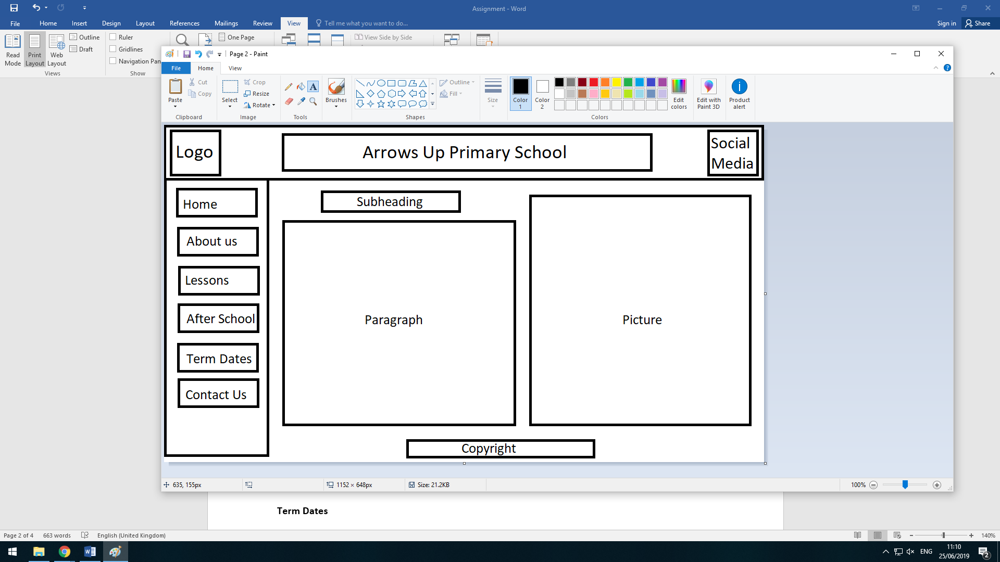 Assignment - Word
File Home Insert Design Layout References Mailings Review View Tell me what you want to do... Sign in Share
Read Mode
Print Layout
Web Layout
Outline
Draft
Views
Ruler
Gridlines
Navigation Pan
Show
One Page
View Side by Side
Page 2 - Paint
File Home View
Paste
Cut
Copy
Clipboard
Select
Crop
Resize
Rotate
Image
A
Tools
Brushes
Shapes
Outline
Fill
Size
Color 1
Color 2
Colors
Edit colors
Edit with Paint 3D
Product alert
Logo
Arrows Up Primary School
Social
Media
Home
About us
Lessons
After School
Term Dates
Contact Us
Subheading
Paragraph
Picture
Copyright
635, 155px
1152 × 648px
Size: 21.2KB
100%
Term Dates
Page 2 of 4 663 words English (United Kingdom) 140%
ENG
11:10
25/06/2019
2